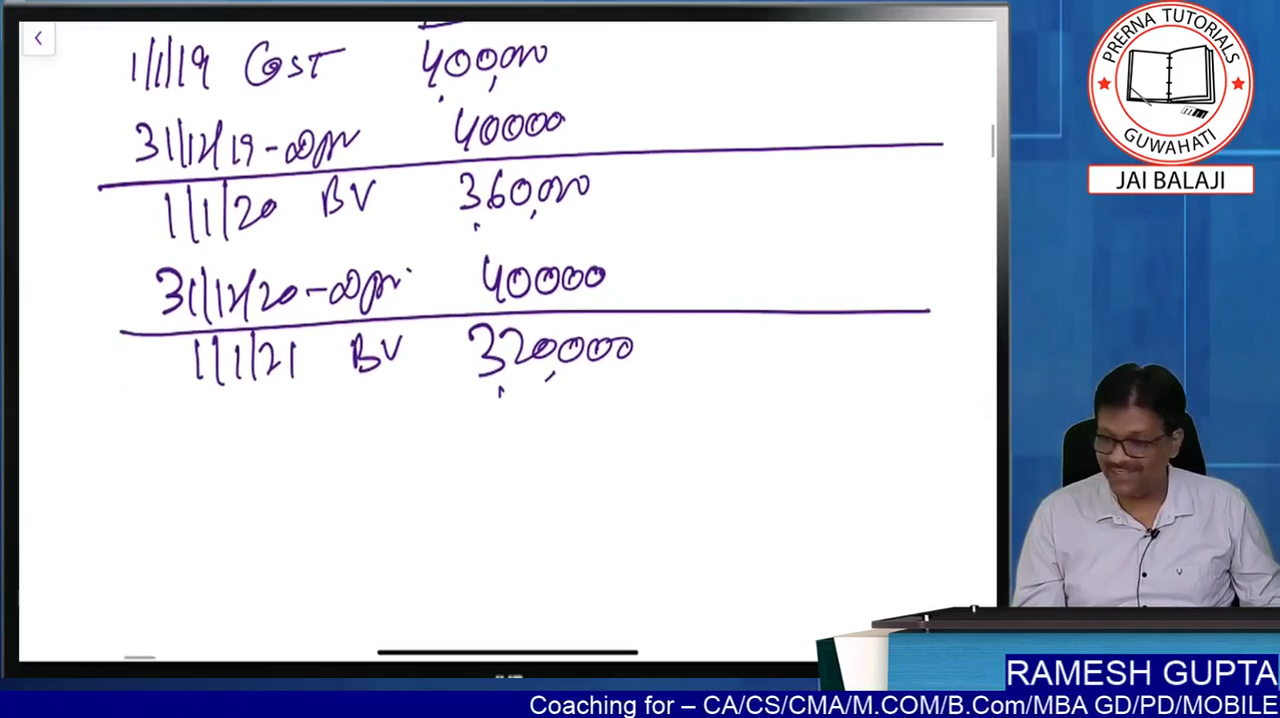 1/1/19 Cost 400,000
31/12/19 - Dpr 40000
1/1/20 BV 360,000
31/12/20 - Dpr. 40000
1/1/21 BV 320,000
PRERNA TUTORIALS
GUWAHATI
JAI BALAJI
RAMESH GUPTA
Coaching for – CA/CS/CMA/M.COM/B.Com/MBA GD/PD/MOBILE